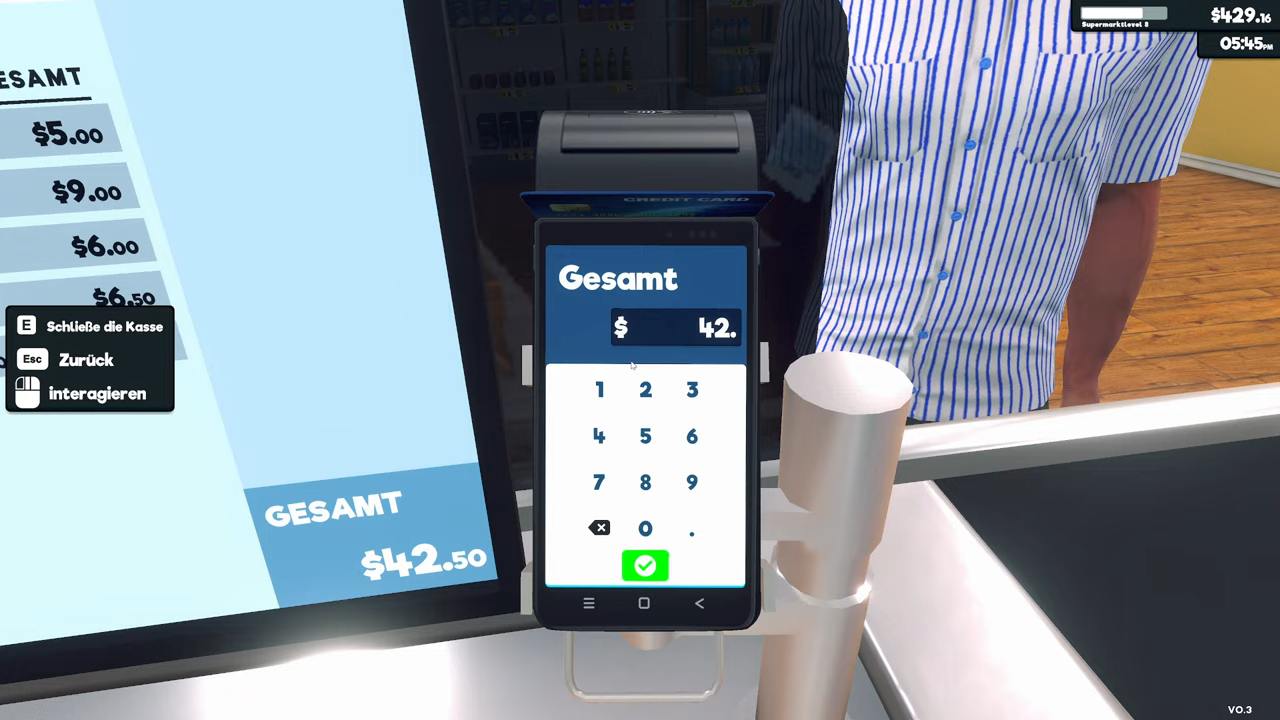 $429.16
Supermarktlevel 8
05:45PM
ESAMT
$5.00
$9.00
$6.00
$6.50
E Schließe die Kasse
Esc Zurück
interagieren
GESAMT
$42.50
CREDIT CARD
Gesamt
$ 42.
1 2 3
4 5 6
7 8 9
0 .
V0.3